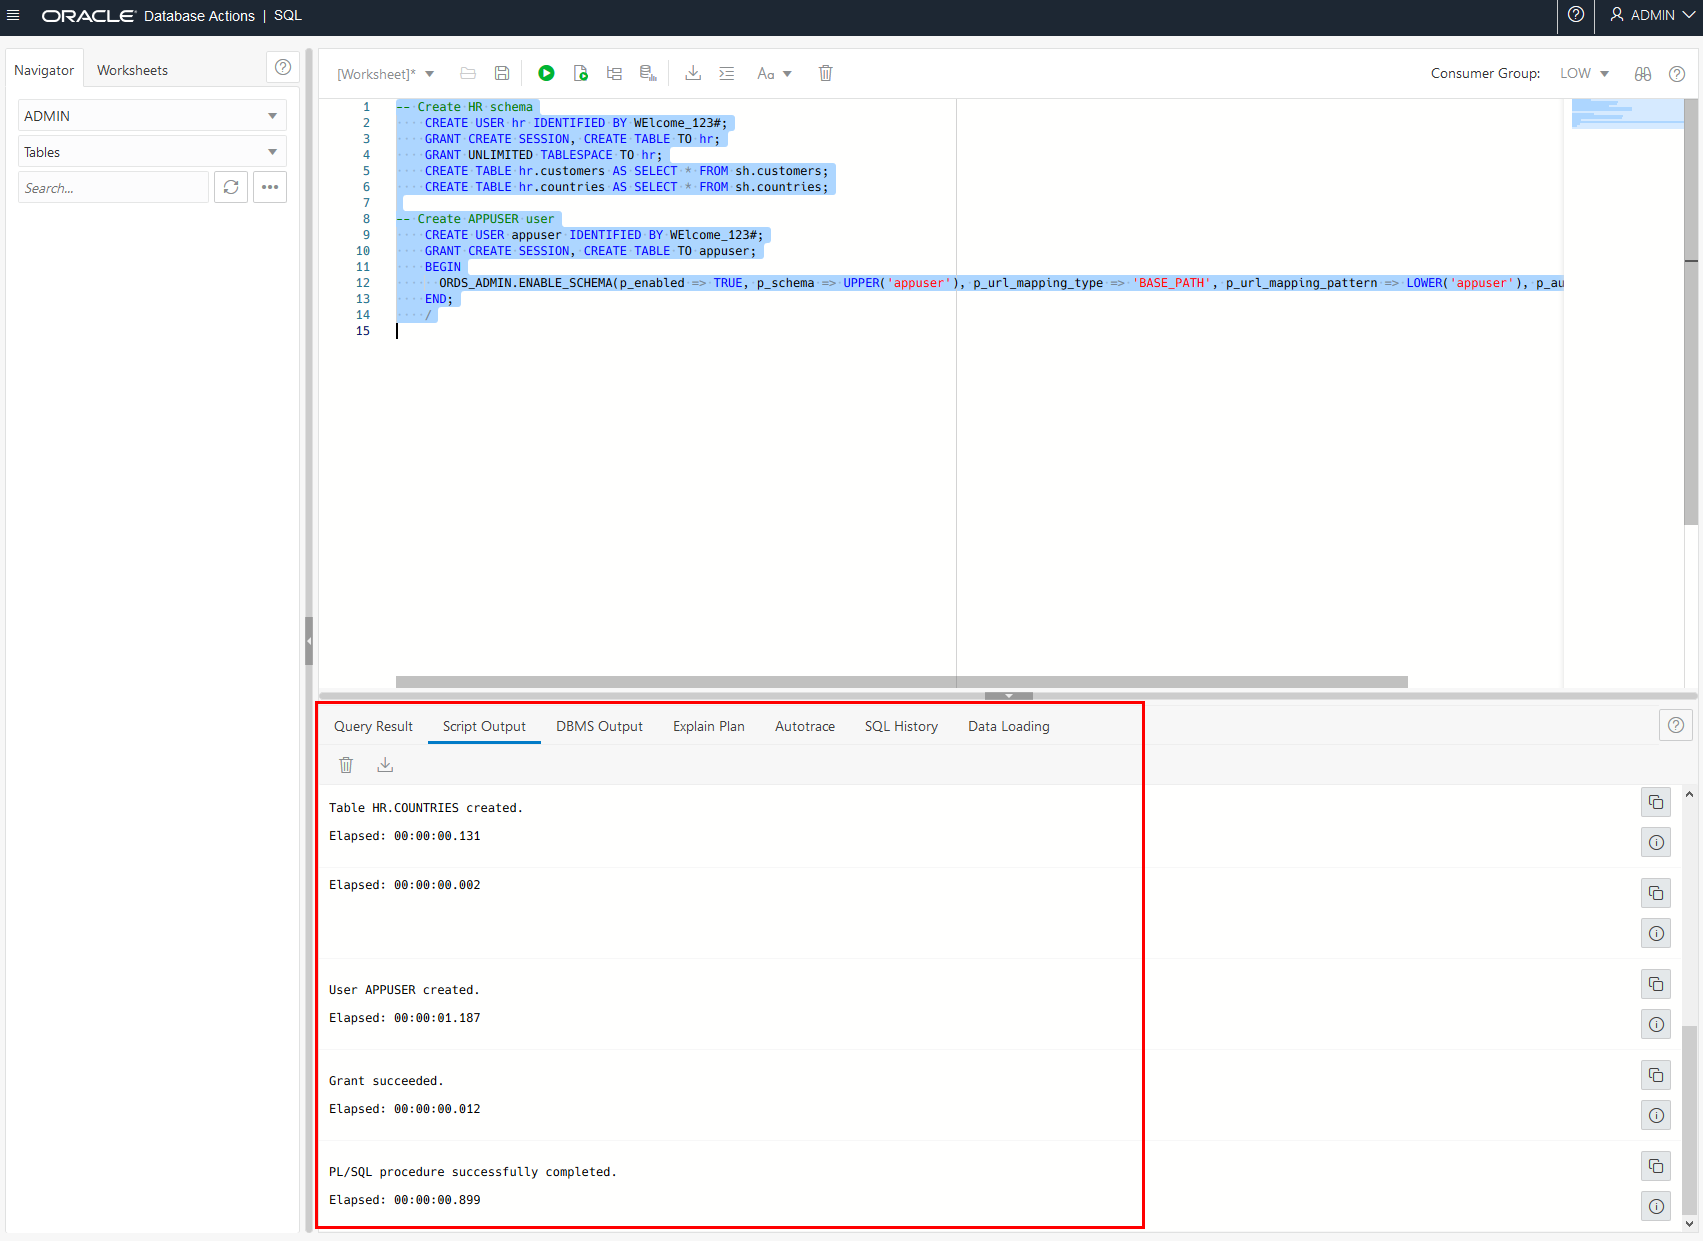 ORACLE Database Actions | SQL
ADMIN
Navigator
Worksheets
ADMIN
Tables
Search...
[Worksheet]*
Aa
Consumer Group: LOW
1 -- Create HR schema
2 CREATE USER hr IDENTIFIED BY WElcome_123#;
3 GRANT CREATE SESSION, CREATE TABLE TO hr;
4 GRANT UNLIMITED TABLESPACE TO hr;
5 CREATE TABLE hr.customers AS SELECT * FROM sh.customers;
6 CREATE TABLE hr.countries AS SELECT * FROM sh.countries;
7
8 -- Create APPUSER user
9 CREATE USER appuser IDENTIFIED BY WElcome_123#;
10 GRANT CREATE SESSION, CREATE TABLE TO appuser;
11 BEGIN
12 ORDS_ADMIN.ENABLE_SCHEMA(p_enabled => TRUE, p_schema => UPPER('appuser'), p_url_mapping_type => 'BASE_PATH', p_url_mapping_pattern => LOWER('appuser'), p_au
13 END;
14 /
15
Query Result
Script Output
DBMS Output
Explain Plan
Autotrace
SQL History
Data Loading
Table HR.COUNTRIES created.
Elapsed: 00:00:00.131
Elapsed: 00:00:00.002
User APPUSER created.
Elapsed: 00:00:01.187
Grant succeeded.
Elapsed: 00:00:00.012
PL/SQL procedure successfully completed.
Elapsed: 00:00:00.899